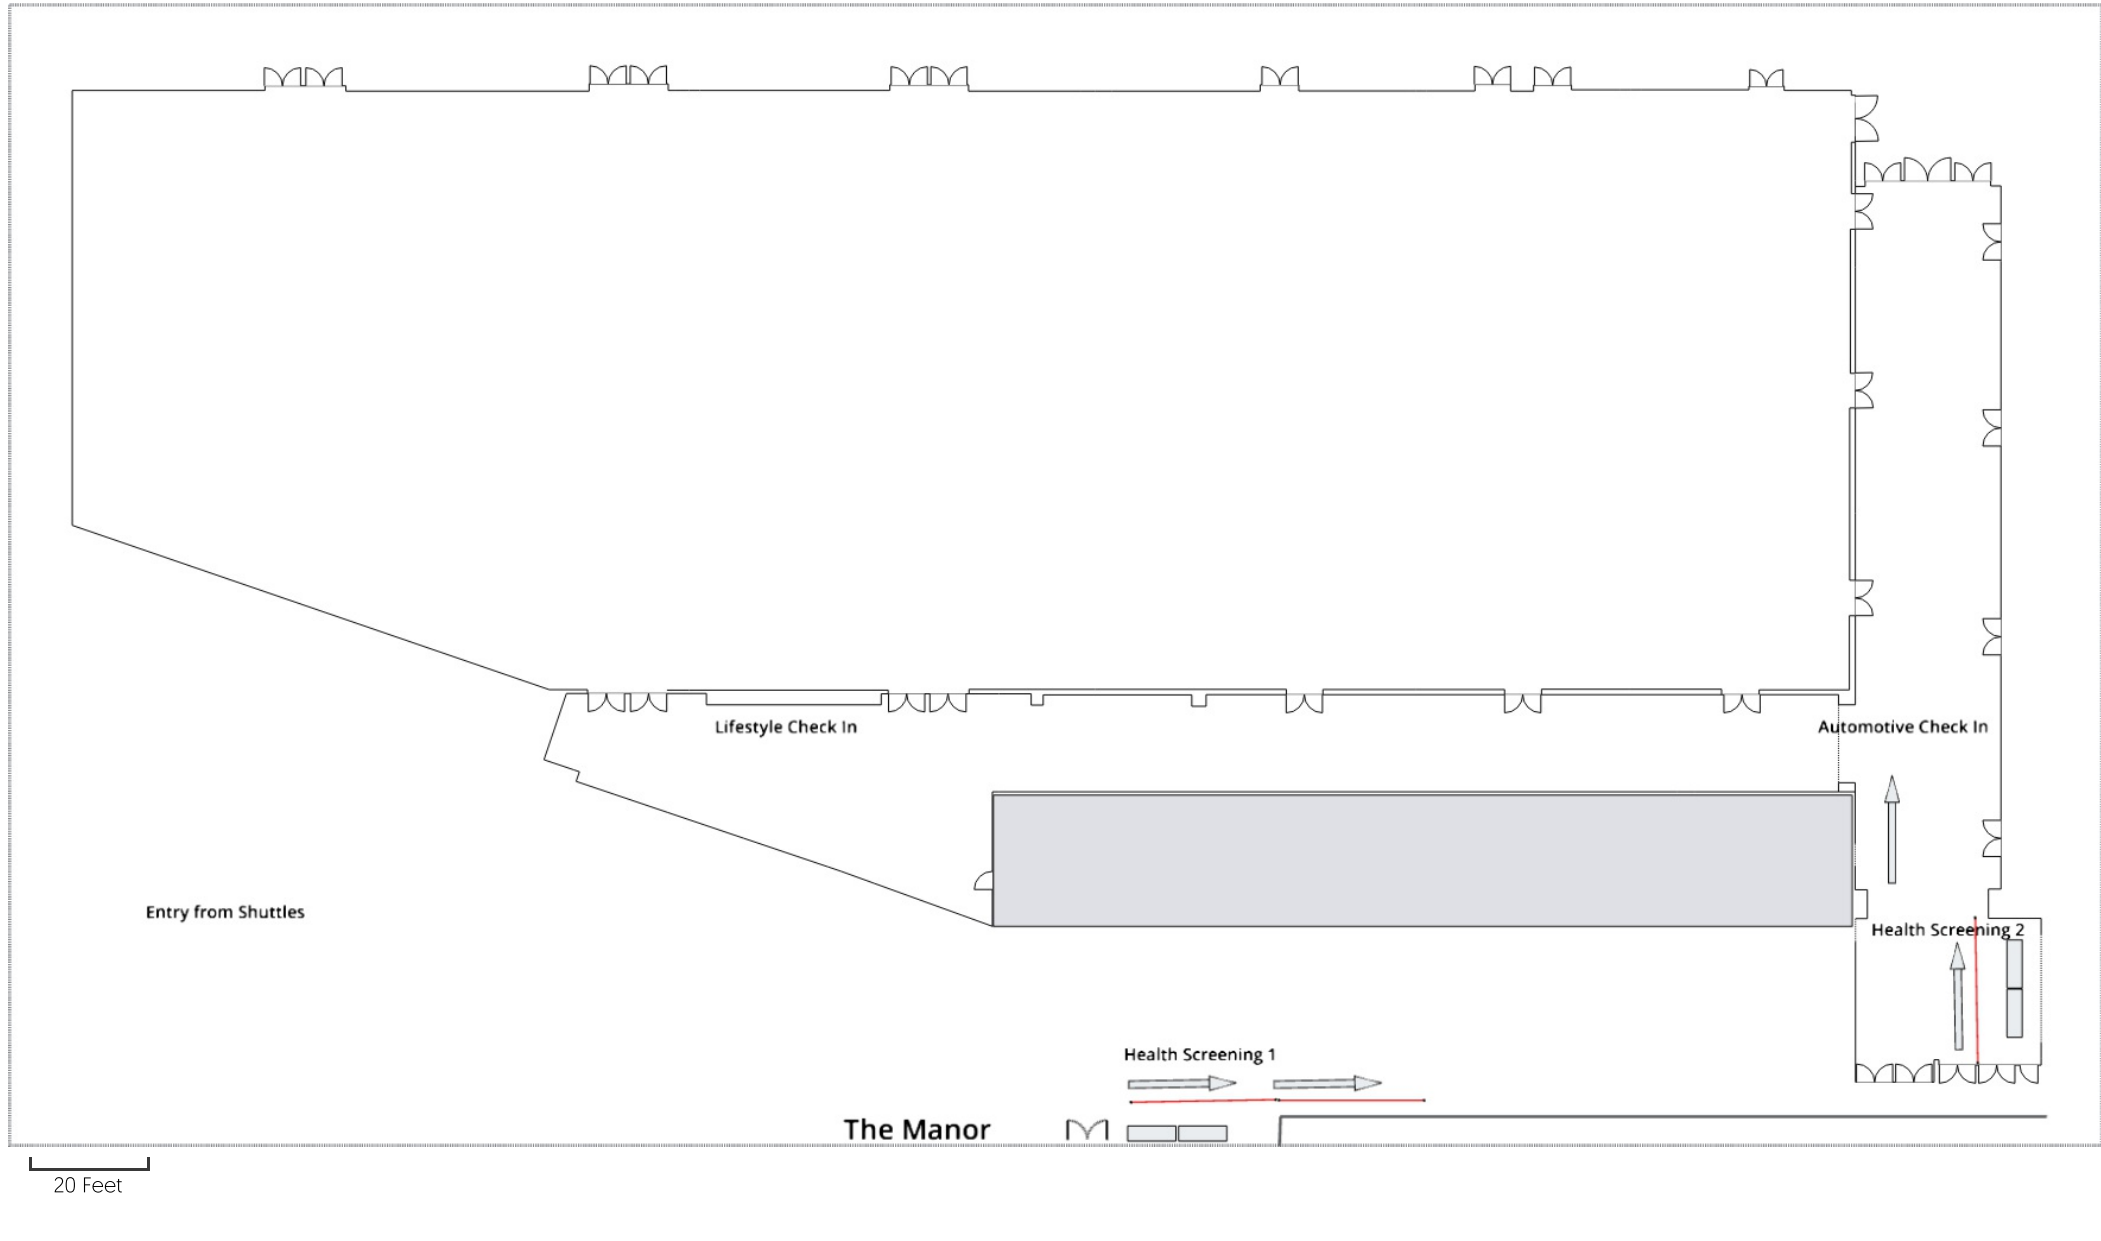 Lifestyle Check In
Automotive Check In
Entry from Shuttles
Health Screening 2
Health Screening 1
The Manor
20 Feet